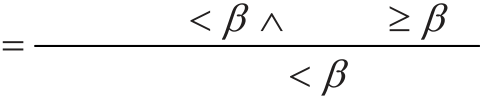 = < β ∧ ≥ β
< β